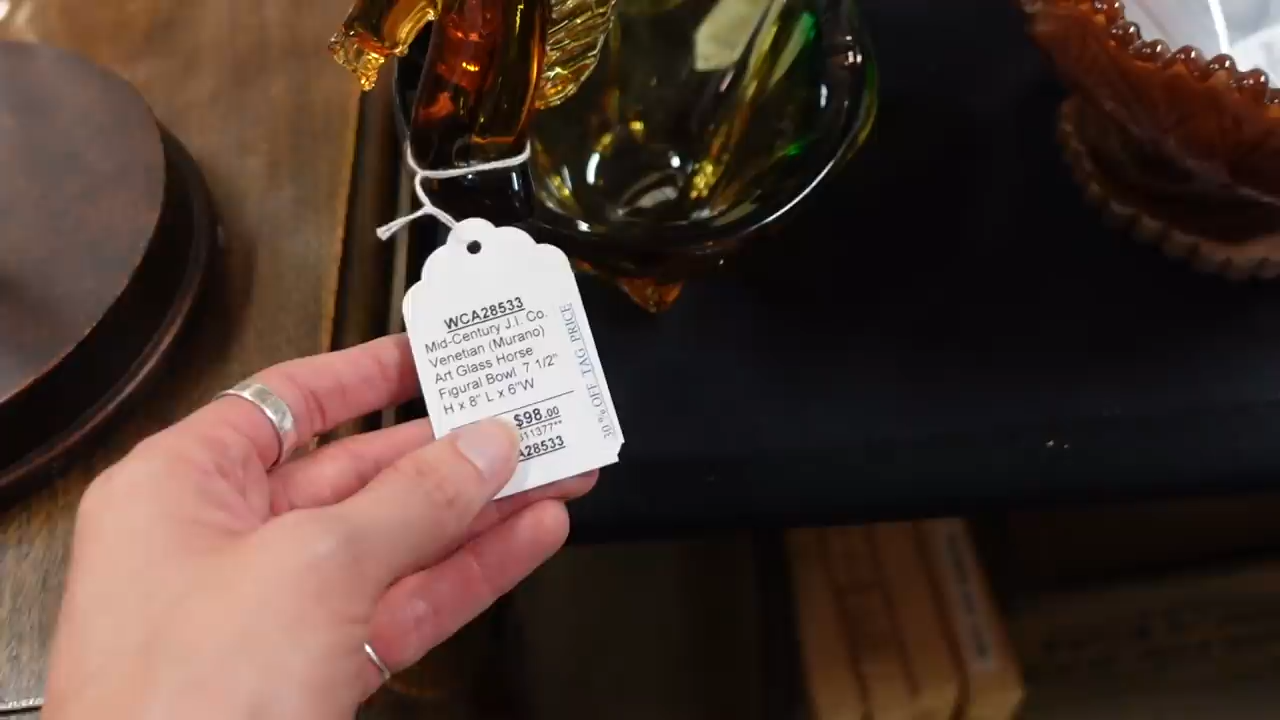 WCA28533
Mid-Century J.I. Co.
Venetian (Murano)
Art Glass Horse
Figural Bowl 7 1/2"
H x 8" L x 6"W
$98.00
11377**
A28533
30% OFF TAG PRICE